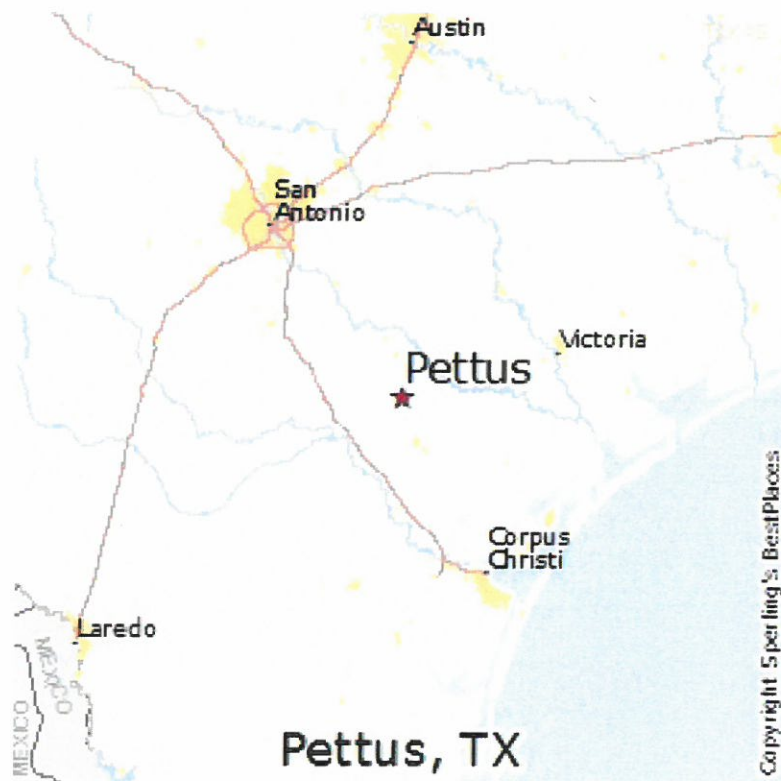 Austin
San
Antonio
Victoria
Pettus
Corpus
Christi
Laredo
MEXICO
MEXICO
Pettus, TX
Copyright Sperling's BestPlaces